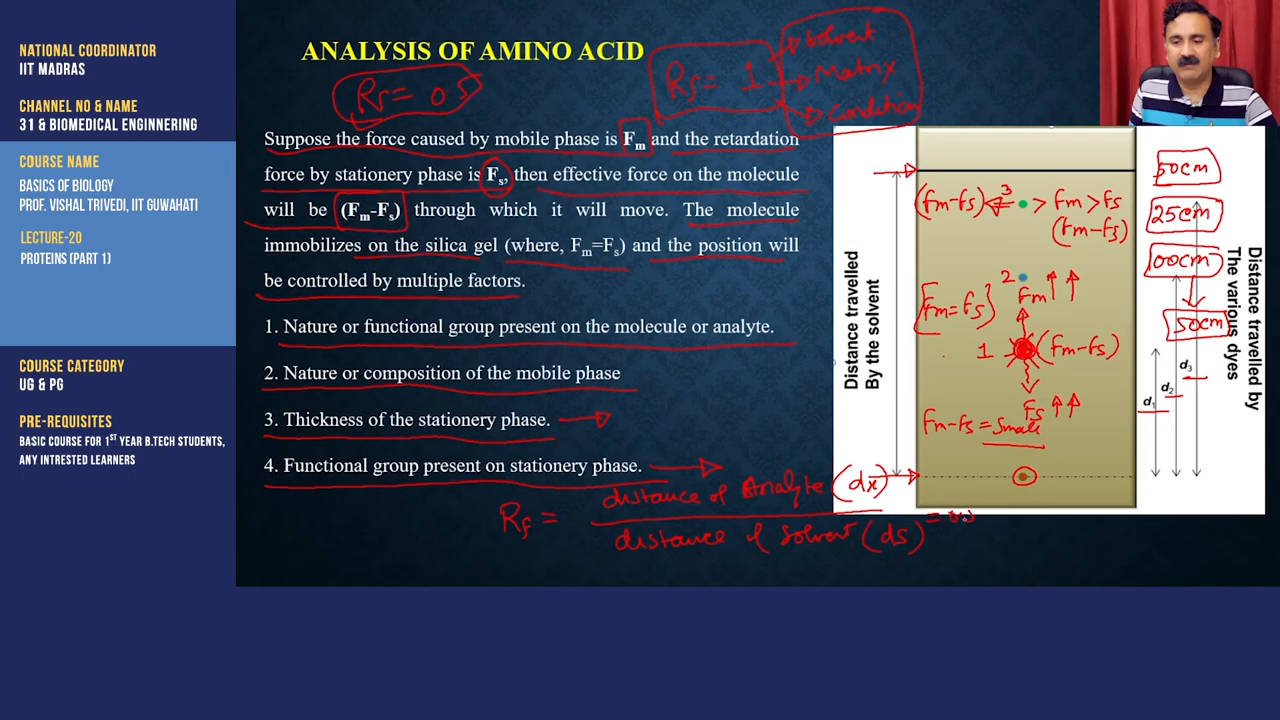 NATIONAL COORDINATOR
IIT MADRAS
CHANNEL NO & NAME
31 & BIOMEDICAL ENGINNERING
COURSE NAME
BASICS OF BIOLOGY
PROF. VISHAL TRIVEDI, IIT GUWAHATI
LECTURE-20
PROTEINS (PART 1)
COURSE CATEGORY
UG & PG
PRE-REQUISITES
BASIC COURSE FOR 1ST YEAR B.TECH STUDENTS,
ANY INTRESTED LEARNERS
ANALYSIS OF AMINO ACID
Rf = 0.5
Rf = 1
Solvent
Matrix
Condition
Suppose the force caused by mobile phase is Fm and the retardation
force by stationery phase is Fs, then effective force on the molecule
will be (Fm-Fs) through which it will move. The molecule
immobilizes on the silica gel (where, Fm=Fs) and the position will
be controlled by multiple factors.
1. Nature or functional group present on the molecule or analyte.
2. Nature or composition of the mobile phase
3. Thickness of the stationery phase.
4. Functional group present on stationery phase.
Rf = distance of Analyte (dx)
distance of Solvent (ds) =
Distance travelled
By the solvent
(Fm-Fs) 3 > Fm > Fs
(Fm-Fs)
2
[Fm=Fs} Fm
1 (Fm-Fs)
Fs
Fm-Fs = Small
50cm
25cm
100cm
50cm
d3
d2
d1
Distance travelled by
The various dyes